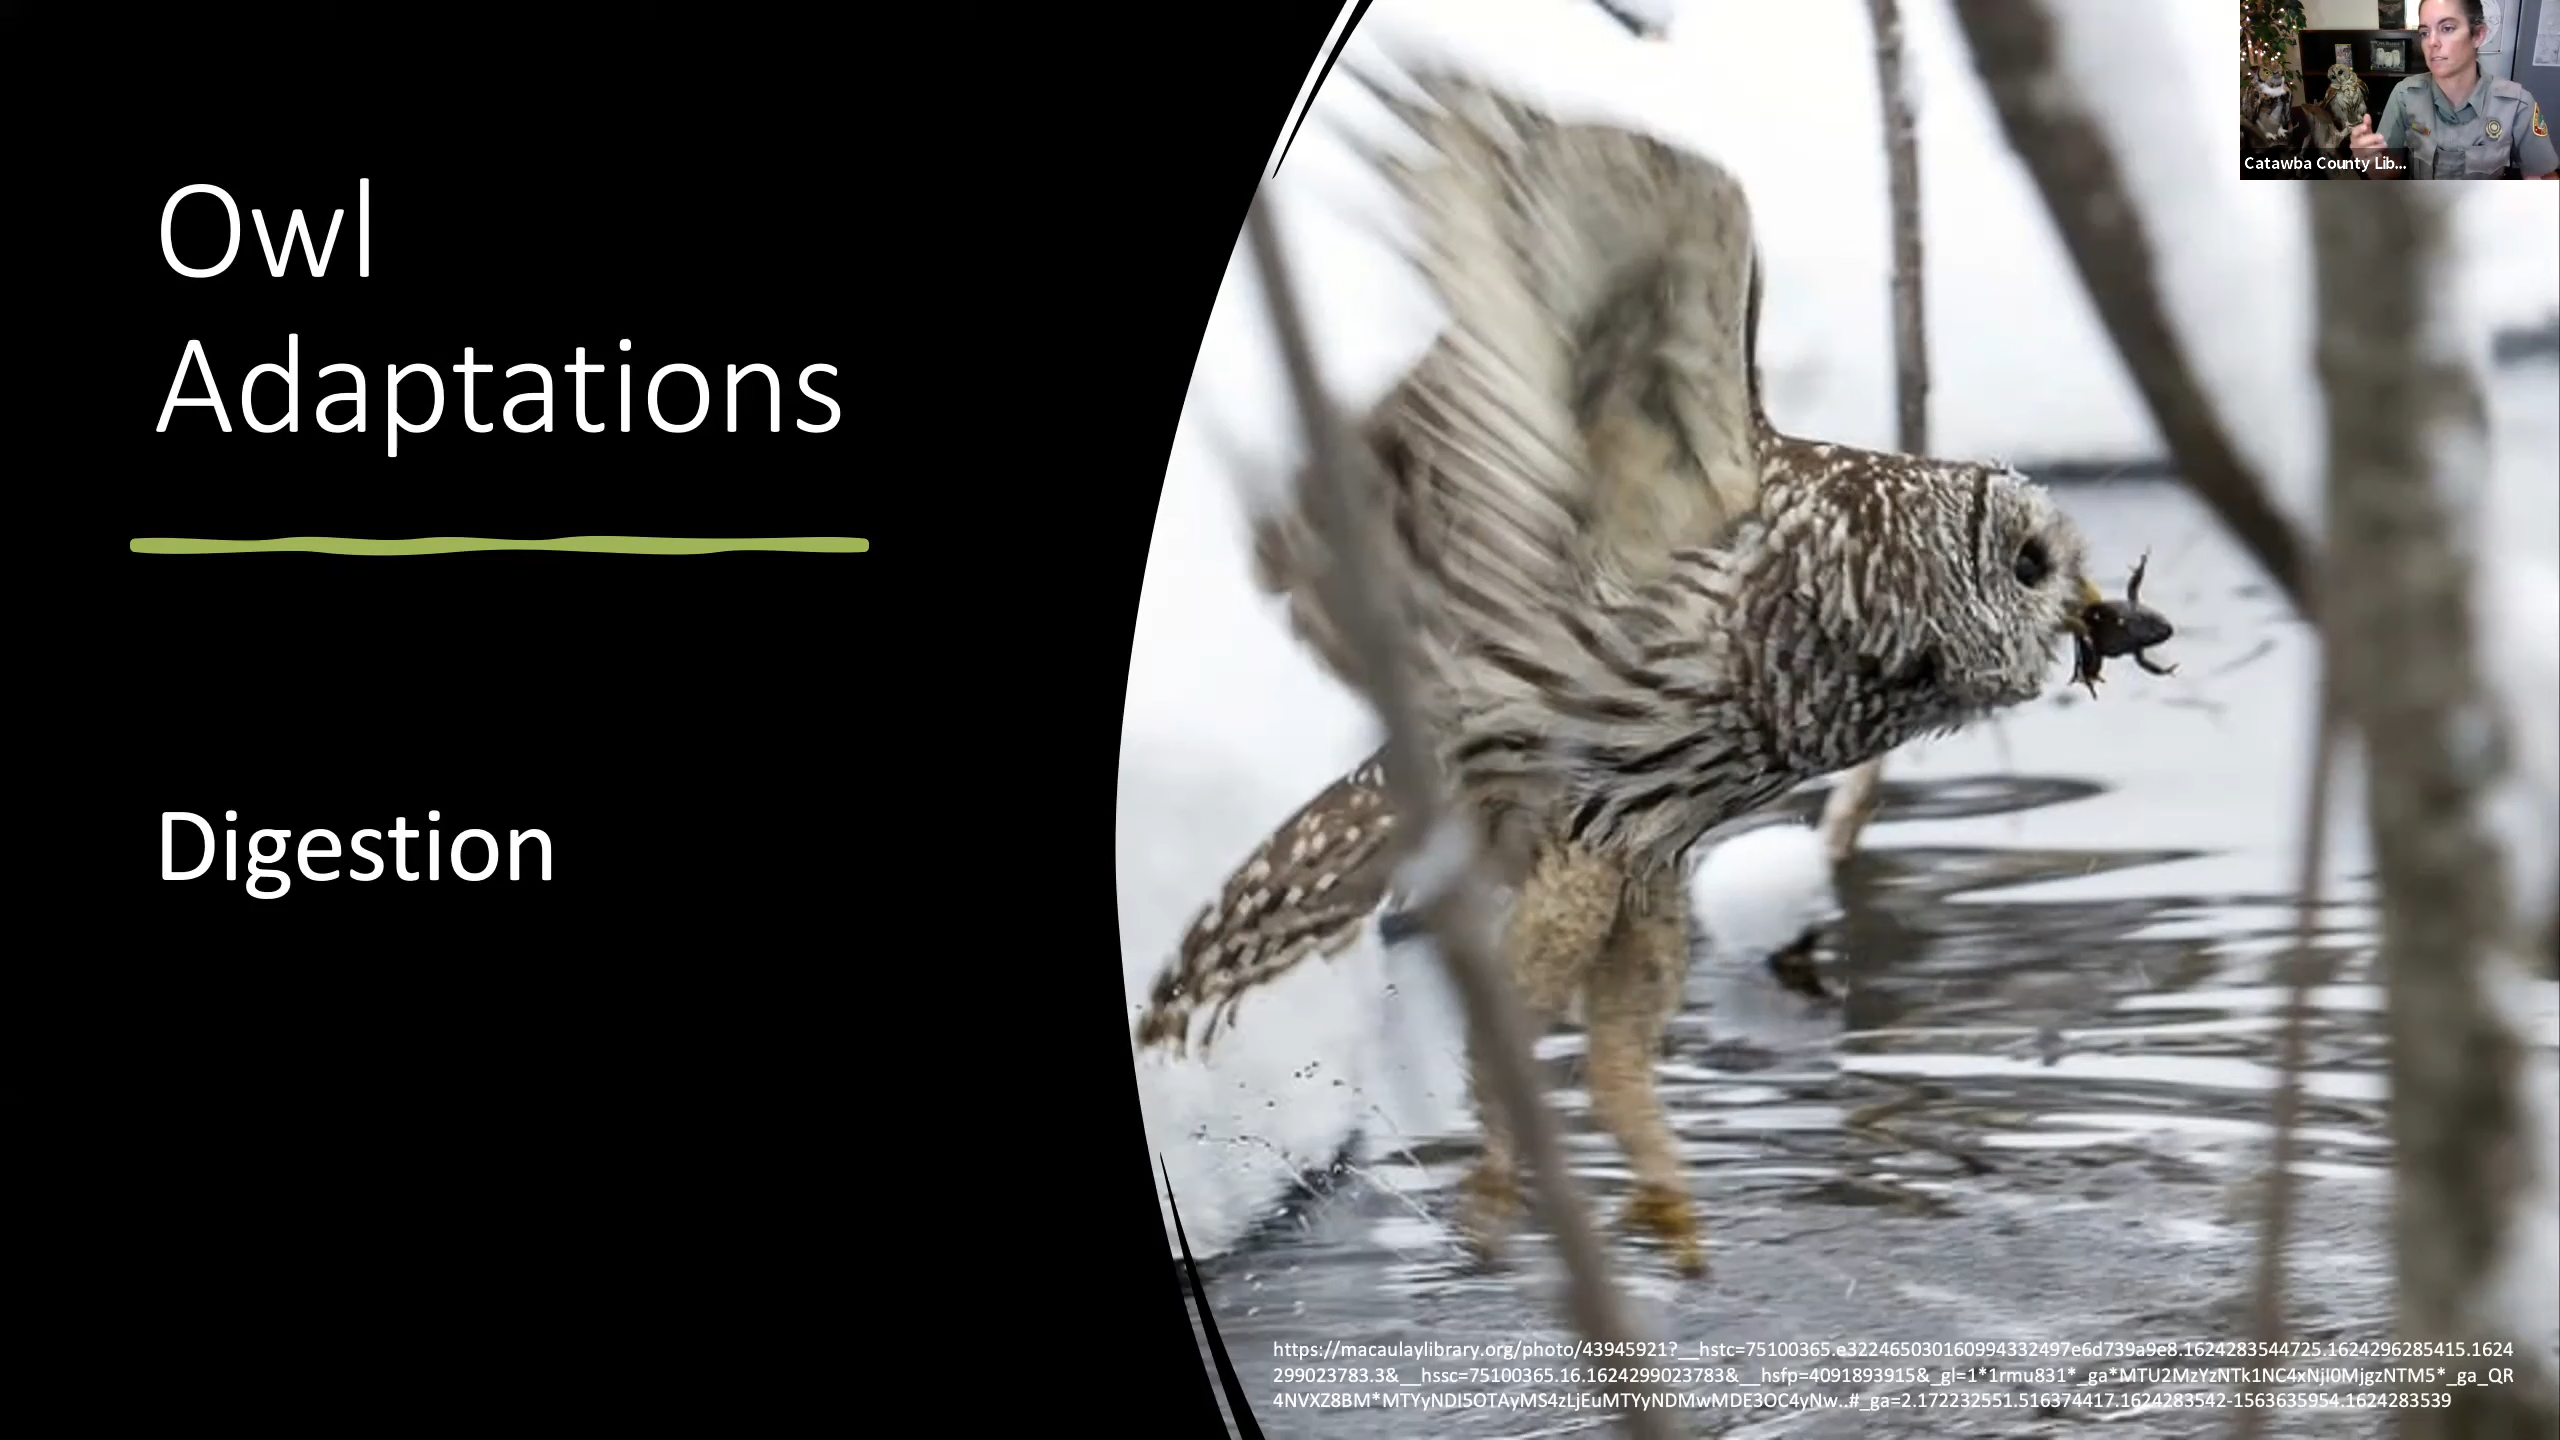 Owl
Adaptations
Digestion
Catawba County Lib...
https://macaulaylibrary.org/photo/43945921?__hstc=75100365.e322465030160994332497e6d739a9e8.1624283544725.1624296285415.1624
299023783.3&__hssc=75100365.16.1624299023783&__hsfp=4091893915&_gl=1*1rmu831*_ga*MTU2MzYzNTk1NC4xNjI0MjgzNTM5*_ga_QR
4NVXZ8BM*MTYyNDI5OTAyMS4zLjEuMTYyNDMwMDE3OC4yNw..#_ga=2.172232551.516374417.1624283542-1563635954.1624283539